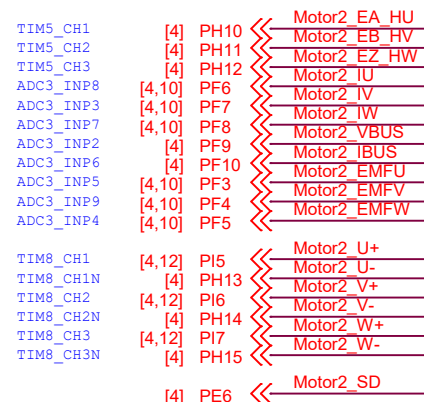 TIM5_CH1 [4] PH10 Motor2_EA_HU
TIM5_CH2 [4] PH11 Motor2_EB_HV
TIM5_CH3 [4] PH12 Motor2_EZ_HW
ADC3_INP8 [4,10] PF6 Motor2_IU
ADC3_INP3 [4,10] PF7 Motor2_IV
ADC3_INP7 [4,10] PF8 Motor2_IW
ADC3_INP2 [4] PF9 Motor2_VBUS
ADC3_INP6 [4] PF10 Motor2_IBUS
ADC3_INP5 [4,10] PF3 Motor2_EMFU
ADC3_INP9 [4,10] PF4 Motor2_EMFV
ADC3_INP4 [4,10] PF5 Motor2_EMFW
TIM8_CH1 [4,12] PI5 Motor2_U+
TIM8_CH1N [4] PH13 Motor2_U-
TIM8_CH2 [4,12] PI6 Motor2_V+
TIM8_CH2N [4] PH14 Motor2_V-
TIM8_CH3 [4,12] PI7 Motor2_W+
TIM8_CH3N [4] PH15 Motor2_W-
[4] PE6 Motor2_SD